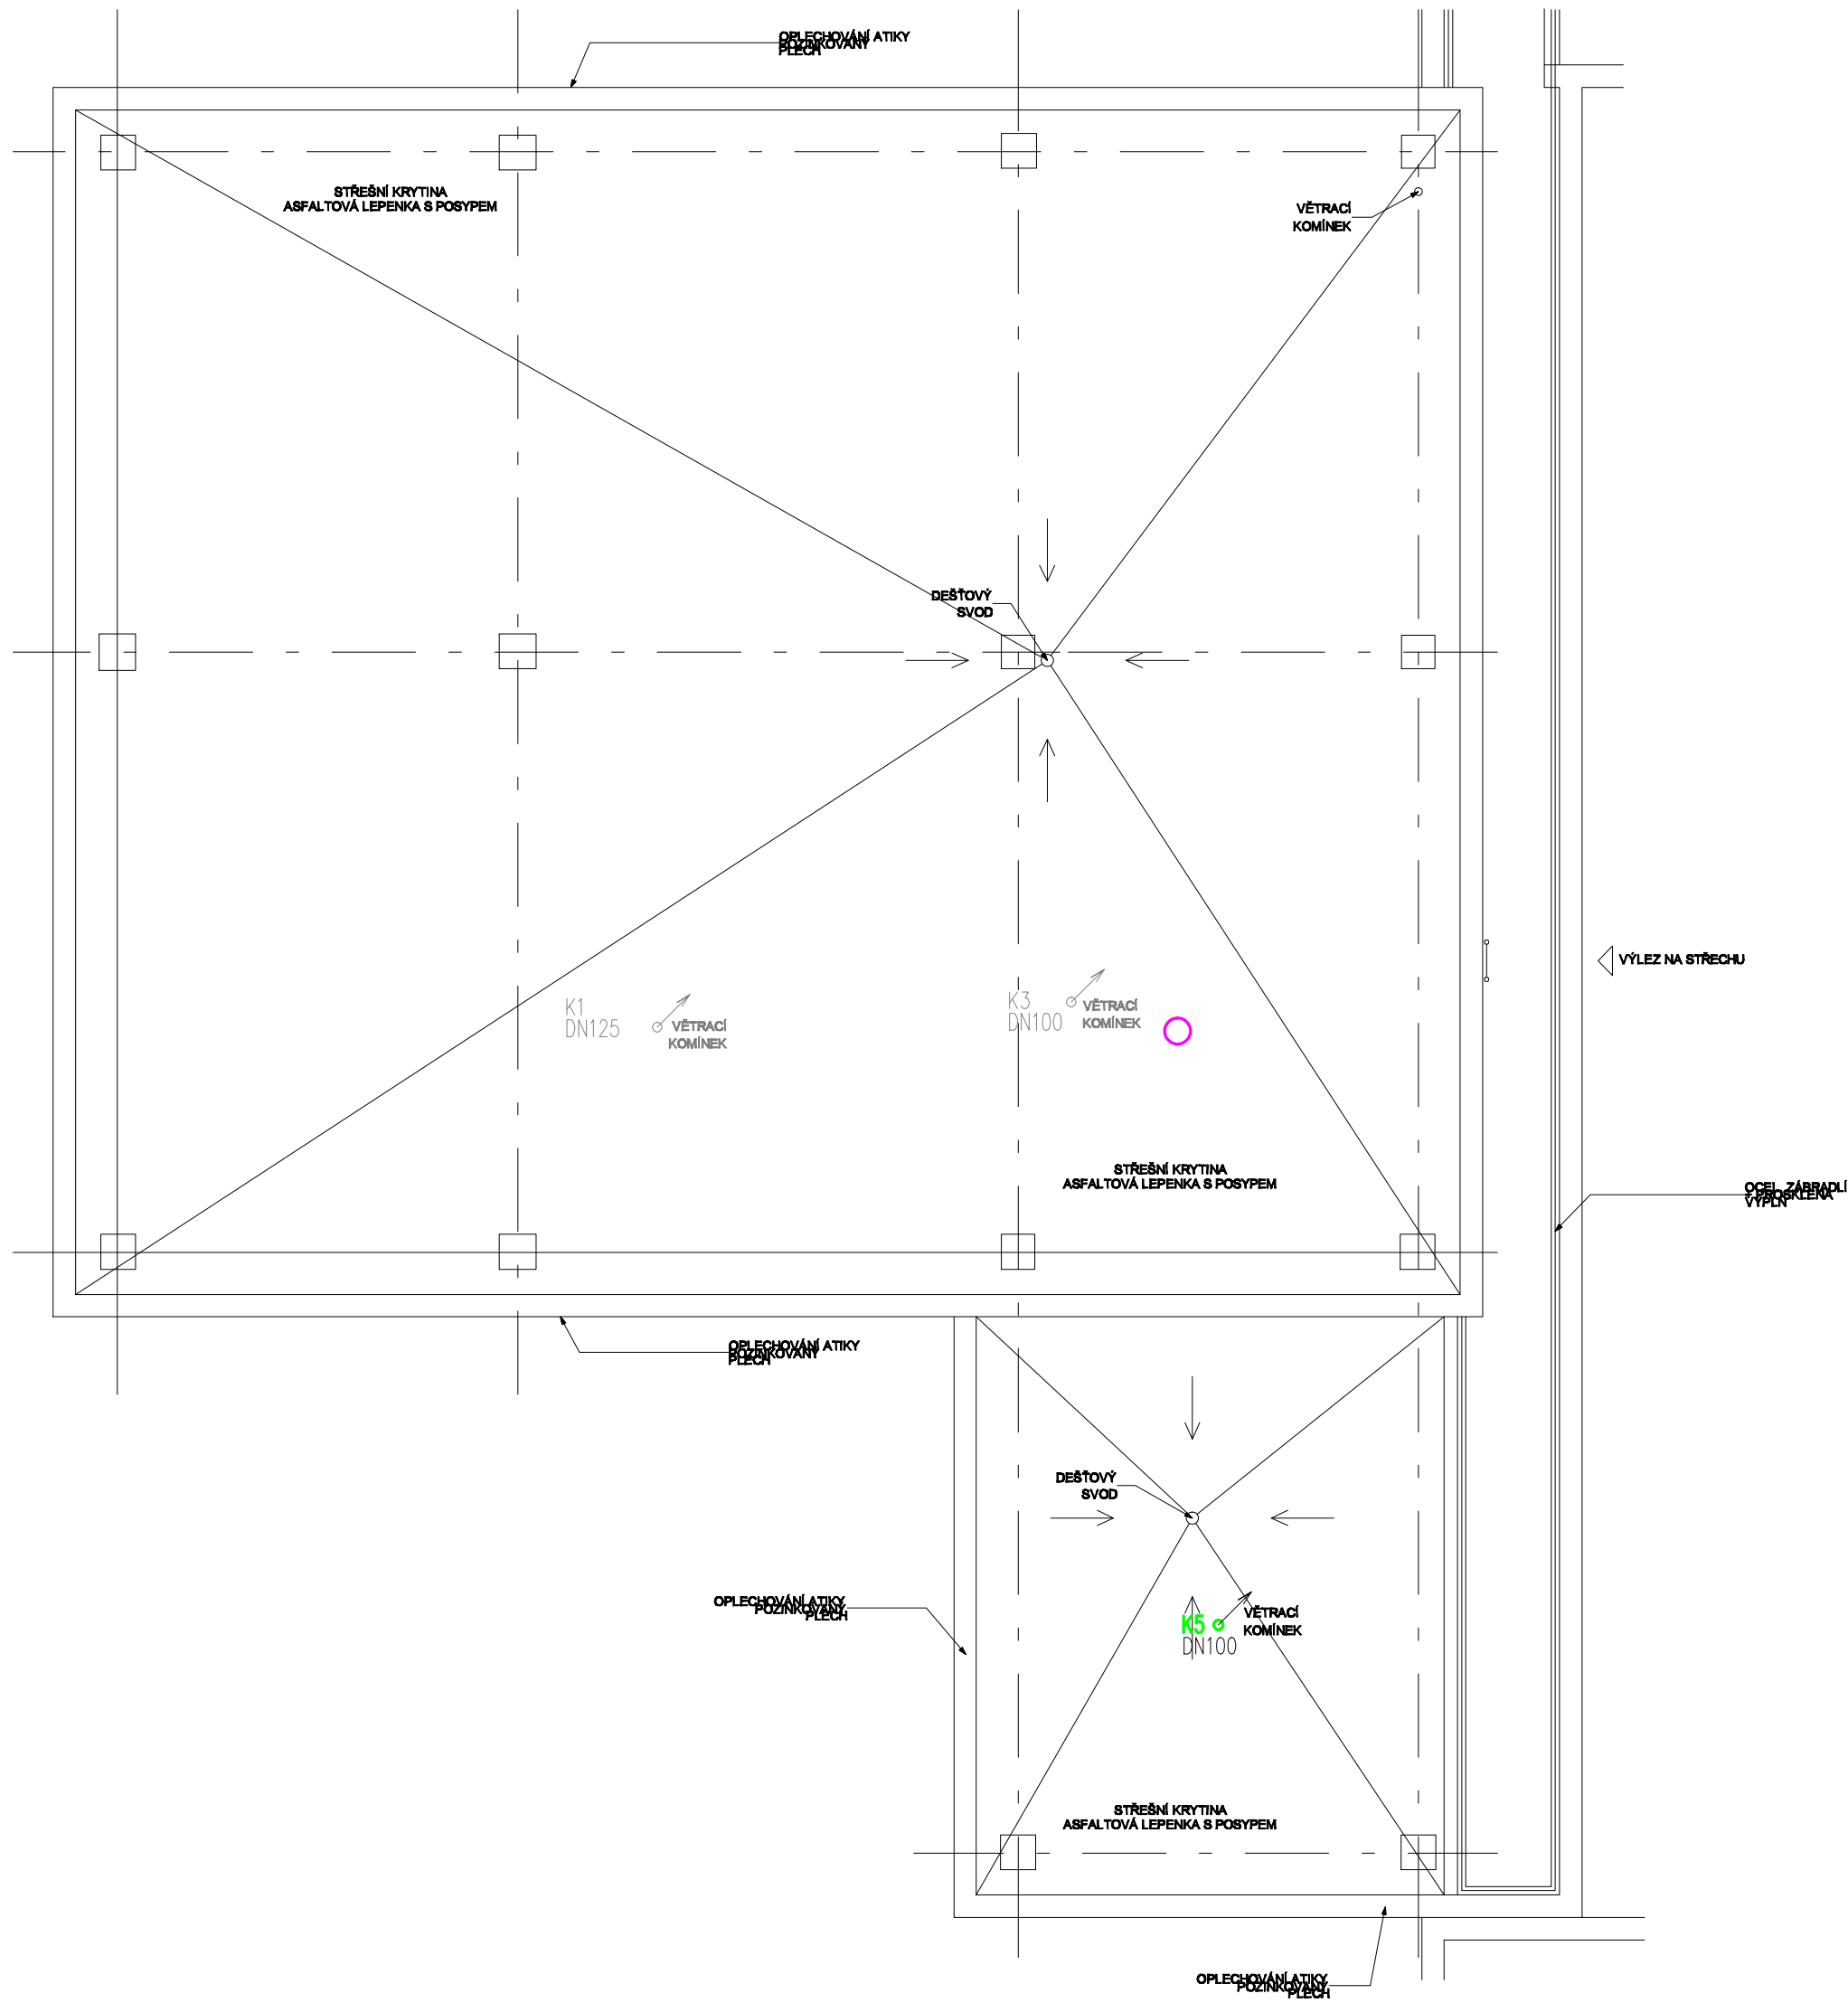 OPLECHOVÁNÍ ATIKY
POZINKOVANÝ
PLECH
STŘEŠNÍ KRYTINA
ASFALTOVÁ LEPENKA S POSYPEM
VĚTRACÍ
KOMÍNEK
DEŠŤOVÝ
SVOD
VÝLEZ NA STŘECHU
K1
DN125
VĚTRACÍ
KOMÍNEK
K3
DN100
VĚTRACÍ
KOMÍNEK
STŘEŠNÍ KRYTINA
ASFALTOVÁ LEPENKA S POSYPEM
OCEL. ZÁBRADLÍ
+ PROSKLENÁ
VÝPLŇ
OPLECHOVÁNÍ ATIKY
POZINKOVANÝ
PLECH
DEŠŤOVÝ
SVOD
OPLECHOVÁNÍ ATIKY
POZINKOVANÝ
PLECH
K5
DN100
VĚTRACÍ
KOMÍNEK
STŘEŠNÍ KRYTINA
ASFALTOVÁ LEPENKA S POSYPEM
OPLECHOVÁNÍ ATIKY
POZINKOVANÝ
PLECH